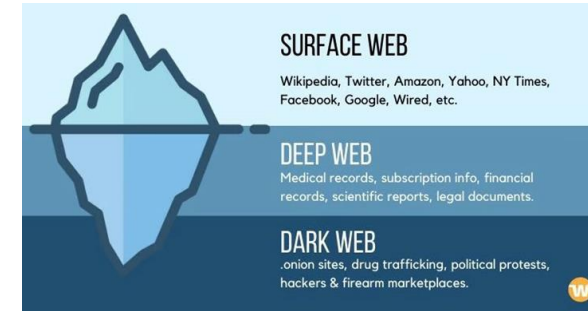 SURFACE WEB
Wikipedia, Twitter, Amazon, Yahoo, NY Times,
Facebook, Google, Wired, etc.
DEEP WEB
Medical records, subscription info, financial
records, scientific reports, legal documents.
DARK WEB
.onion sites, drug trafficking, political protests,
hackers & firearm marketplaces.
W